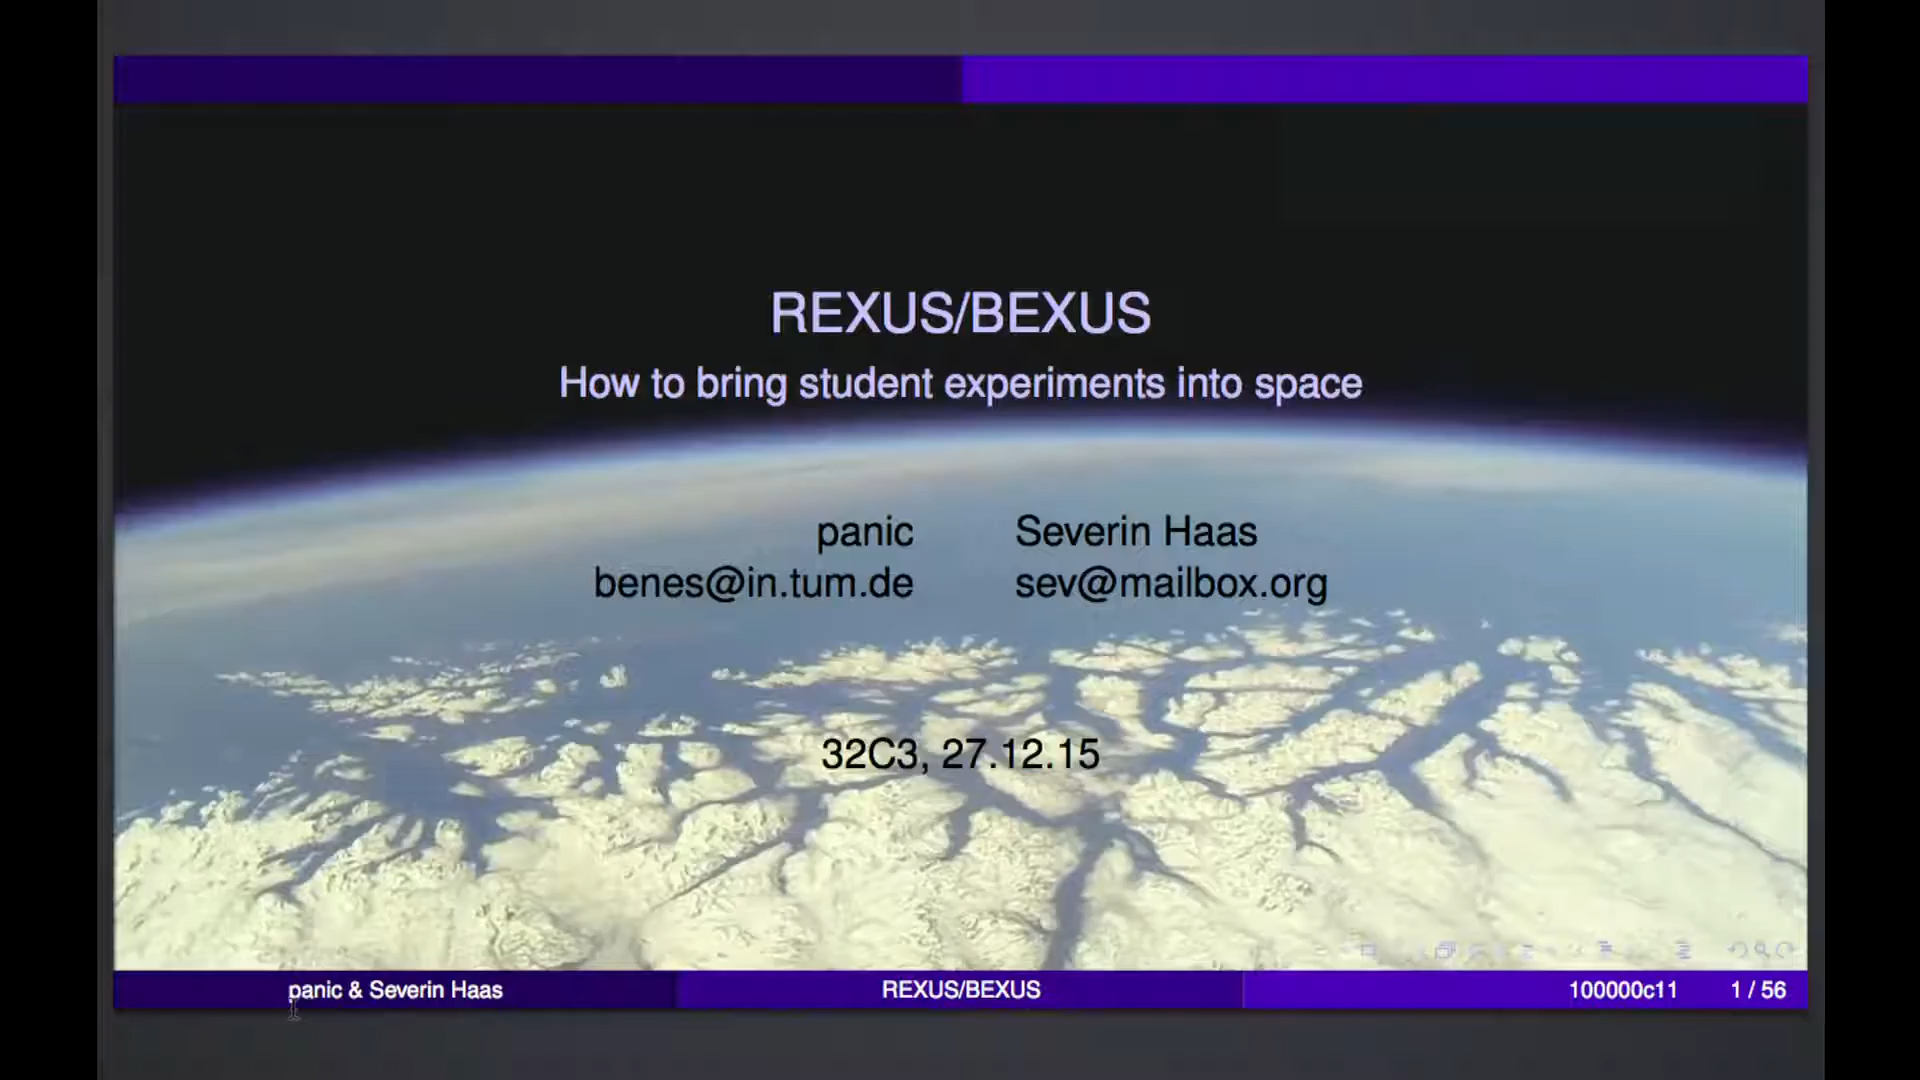 REXUS/BEXUS
How to bring student experiments into space
panic
benes@in.tum.de
Severin Haas
sev@mailbox.org
32C3, 27.12.15
panic & Severin Haas
REXUS/BEXUS
100000c11
1 / 56